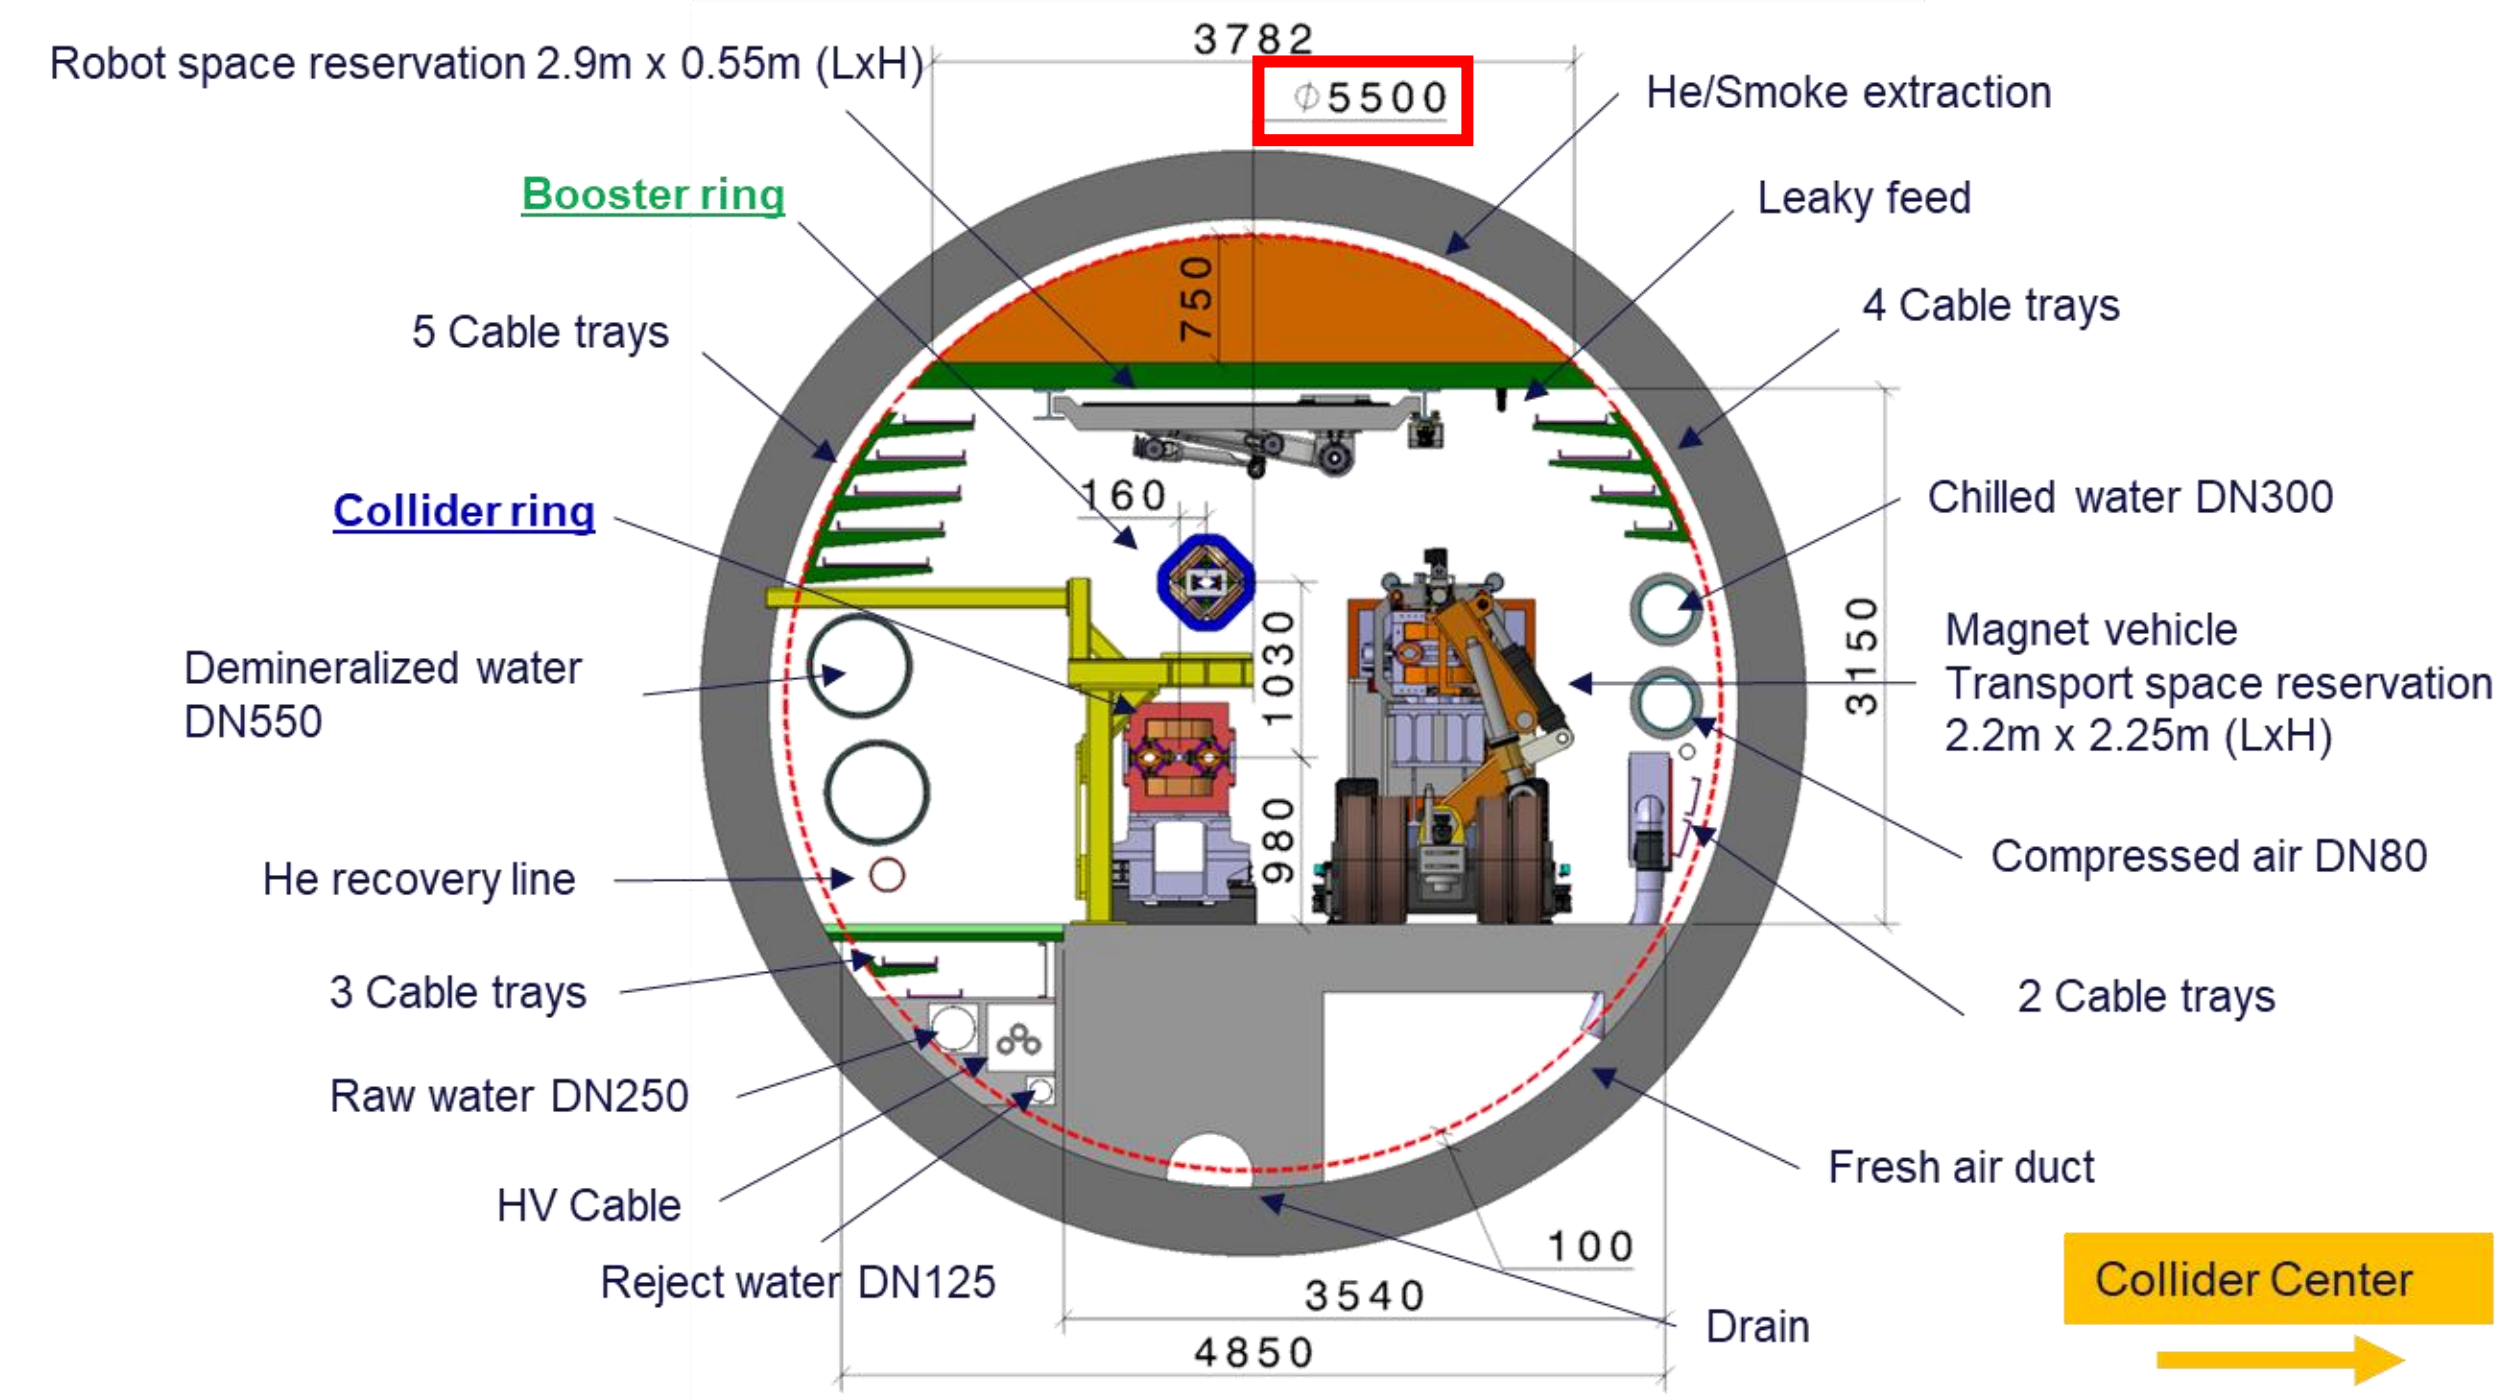 3782
Robot space reservation 2.9m x 0.55m (LxH)
⌀5500
He/Smoke extraction
Booster ring
Leaky feed
750
5 Cable trays
4 Cable trays
160
Collider ring
Chilled water DN300
1030
3150
Demineralized water
DN550
Magnet vehicle
Transport space reservation
2.2m x 2.25m (LxH)
980
He recovery line
Compressed air DN80
3 Cable trays
2 Cable trays
Raw water DN250
Fresh air duct
HV Cable
100
Reject water DN125
3540
Drain
4850
Collider Center